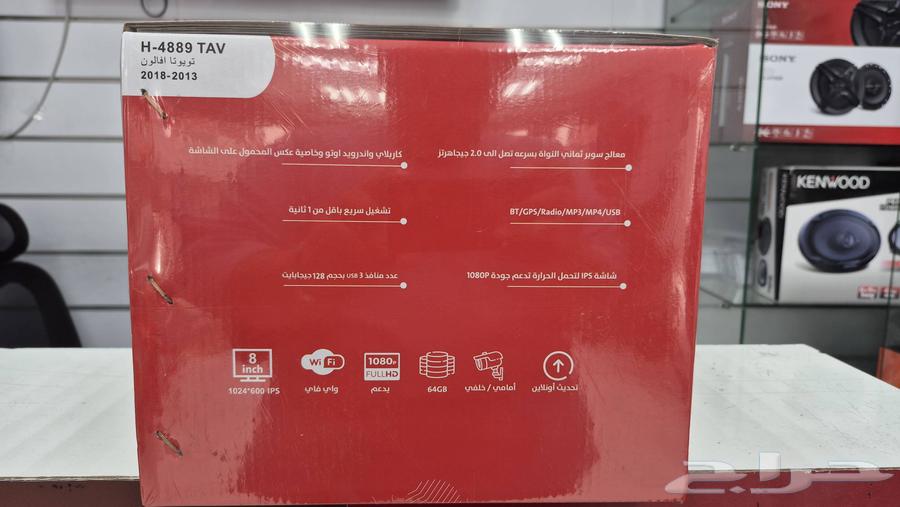 H-4889 TAV
تويوتا افالون
2018-2013
معالج سوبر ثماني النواة بسرعه تصل الى 2.0 جيجاهرتز
كاربلاي واندرويد اوتو وخاصية عكس المحمول على الشاشة
BT/GPS/Radio/MP3/MP4/USB
تشغيل سريع باقل من 1 ثانية
شاشة IPS لتحمل الحرارة تدعم جودة 1080P
عدد منافذ 3 USB بحجم 128 جيجابايت
8 inch
1024*600 IPS
WiFi
واي فاي
1080P
FULL HD
يدعم
64GB
أمامي / خلفي
تحديث أونلاين
SONY
SONY
KENWOOD
حراج